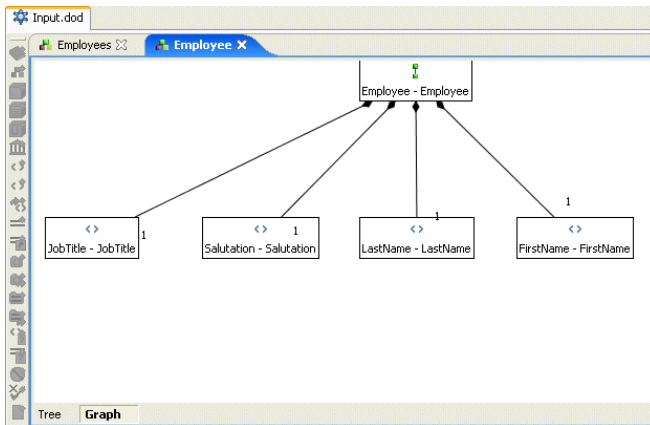 Input.dod
Employees
Employee
Employee - Employee
1
1
1
1
JobTitle - JobTitle
Salutation - Salutation
LastName - LastName
FirstName - FirstName
Tree
Graph